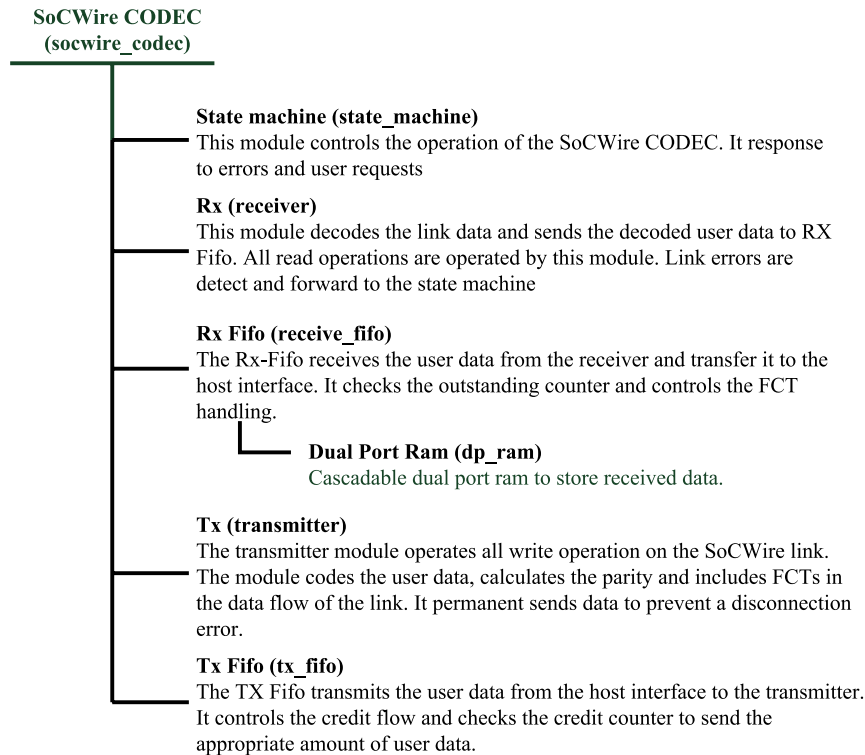 SoCWire CODEC
(socwire_codec)
State machine (state_machine)
This module controls the operation of the SoCWire CODEC. It response
to errors and user requests
Rx (receiver)
This module decodes the link data and sends the decoded user data to RX
Fifo. All read operations are operated by this module. Link errors are
detect and forward to the state machine
Rx Fifo (receive_fifo)
The Rx-Fifo receives the user data from the receiver and transfer it to the
host interface. It checks the outstanding counter and controls the FCT
handling.
Dual Port Ram (dp_ram)
Cascadable dual port ram to store received data.
Tx (transmitter)
The transmitter module operates all write operation on the SoCWire link.
The module codes the user data, calculates the parity and includes FCTs in
the data flow of the link. It permanent sends data to prevent a disconnection
error.
Tx Fifo (tx_fifo)
The TX Fifo transmits the user data from the host interface to the transmitter.
It controls the credit flow and checks the credit counter to send the
appropriate amount of user data.